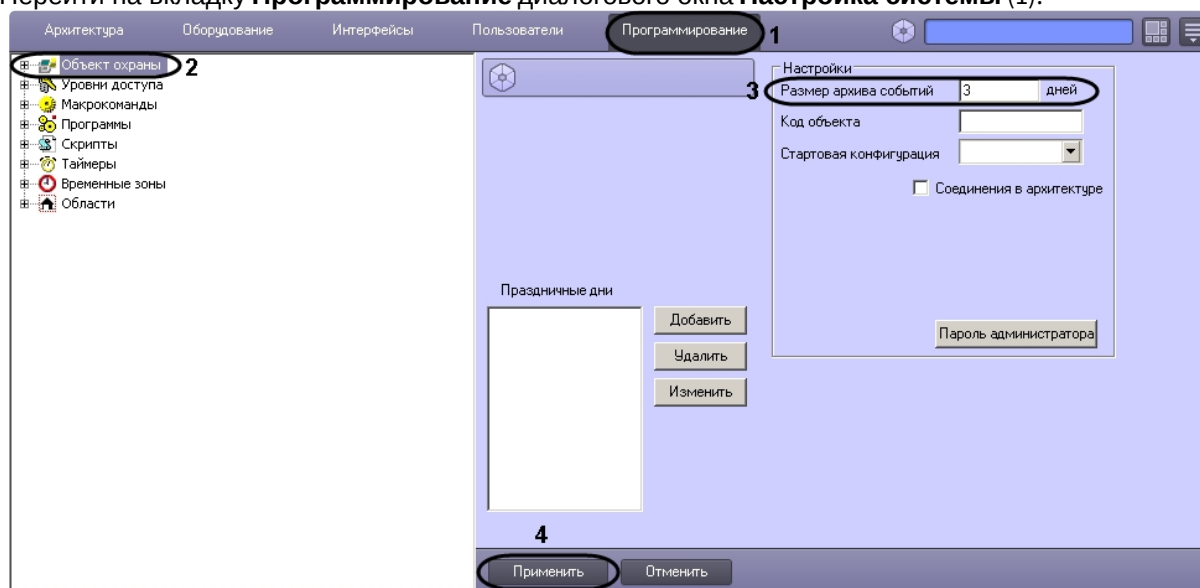 Перейти на вкладку Программирование диалогового окна Настройка системы (1).
Архитектура Оборудование Интерфейсы Пользователи Программирование 1
Объект охраны 2
Уровни доступа
Макрокоманды
Программы
Скрипты
Таймеры
Временные зоны
Области
Настройки
3 Размер архива событий 3 дней
Код объекта
Стартовая конфигурация
Соединения в архитектуре
Пароль администратора
Праздничные дни
Добавить
Удалить
Изменить
4
Применить Отменить